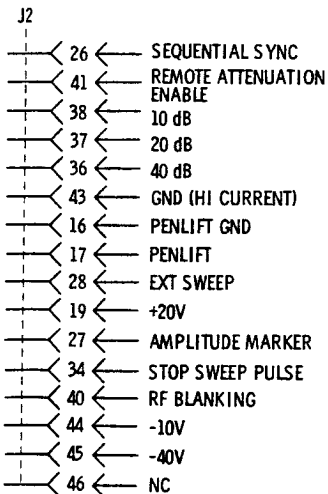 J2
26 SEQUENTIAL SYNC
41 REMOTE ATTENUATION
ENABLE
38 10 dB
37 20 dB
36 40 dB
43 GND (HI CURRENT)
16 PENLIFT GND
17 PENLIFT
28 EXT SWEEP
19 +20V
27 AMPLITUDE MARKER
34 STOP SWEEP PULSE
40 RF BLANKING
44 -10V
45 -40V
46 NC